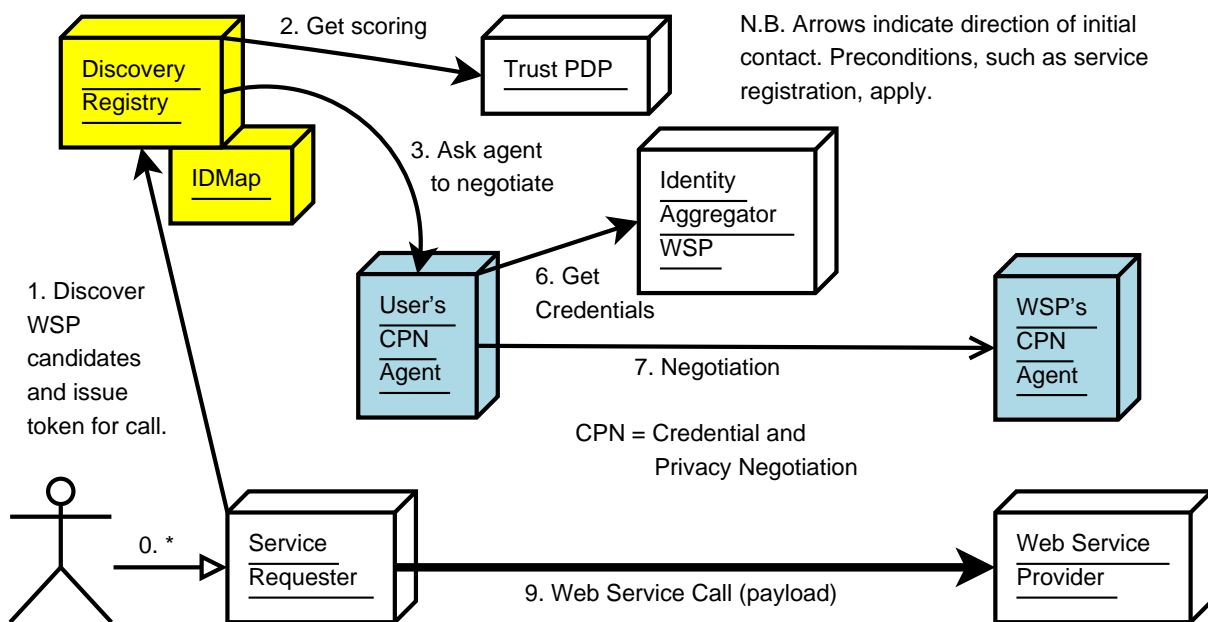 2. Get scoring
N.B. Arrows indicate direction of initial
contact. Preconditions, such as service
registration, apply.
Discovery
Registry
Trust PDP
IDMap
3. Ask agent
to negotiate
Identity
Aggregator
WSP
1. Discover
WSP
candidates
and issue
token for call.
User's
CPN
Agent
6. Get
Credentials
WSP's
CPN
Agent
7. Negotiation
CPN = Credential and
Privacy Negotiation
0. *
Service
Requester
Web Service
Provider
9. Web Service Call (payload)